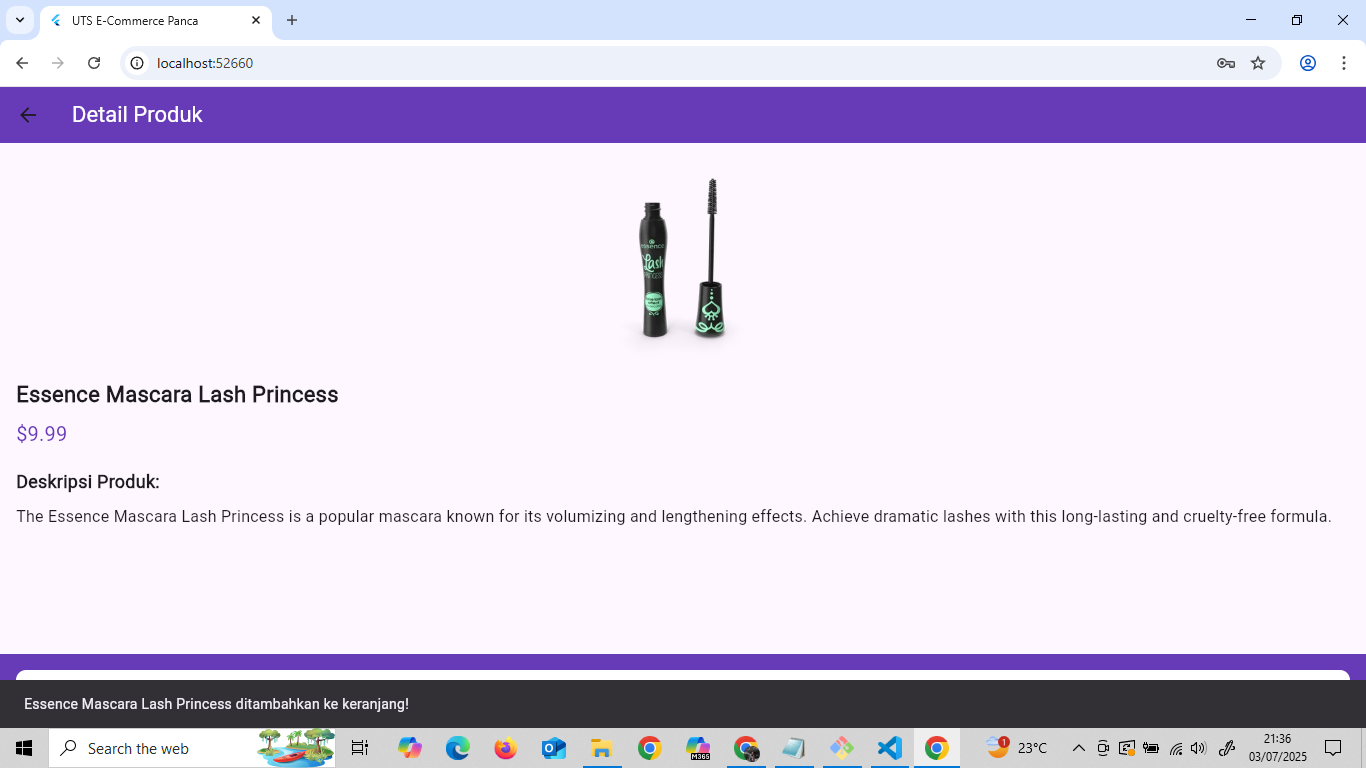 UTS E-Commerce Panca
localhost:52660
Detail Produk
essence
Lash
Essence Mascara Lash Princess
$9.99
Deskripsi Produk:
The Essence Mascara Lash Princess is a popular mascara known for its volumizing and lengthening effects. Achieve dramatic lashes with this long-lasting and cruelty-free formula.
Essence Mascara Lash Princess ditambahkan ke keranjang!
Search the web
M365
1
23°C
21:36
03/07/2025